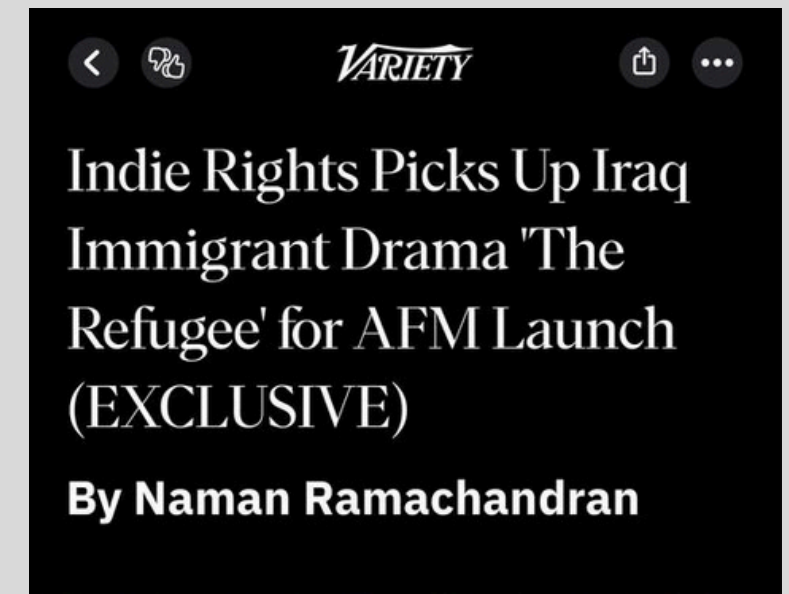 VARIETY
Indie Rights Picks Up Iraq
Immigrant Drama 'The
Refugee' for AFM Launch
(EXCLUSIVE)
By Naman Ramachandran